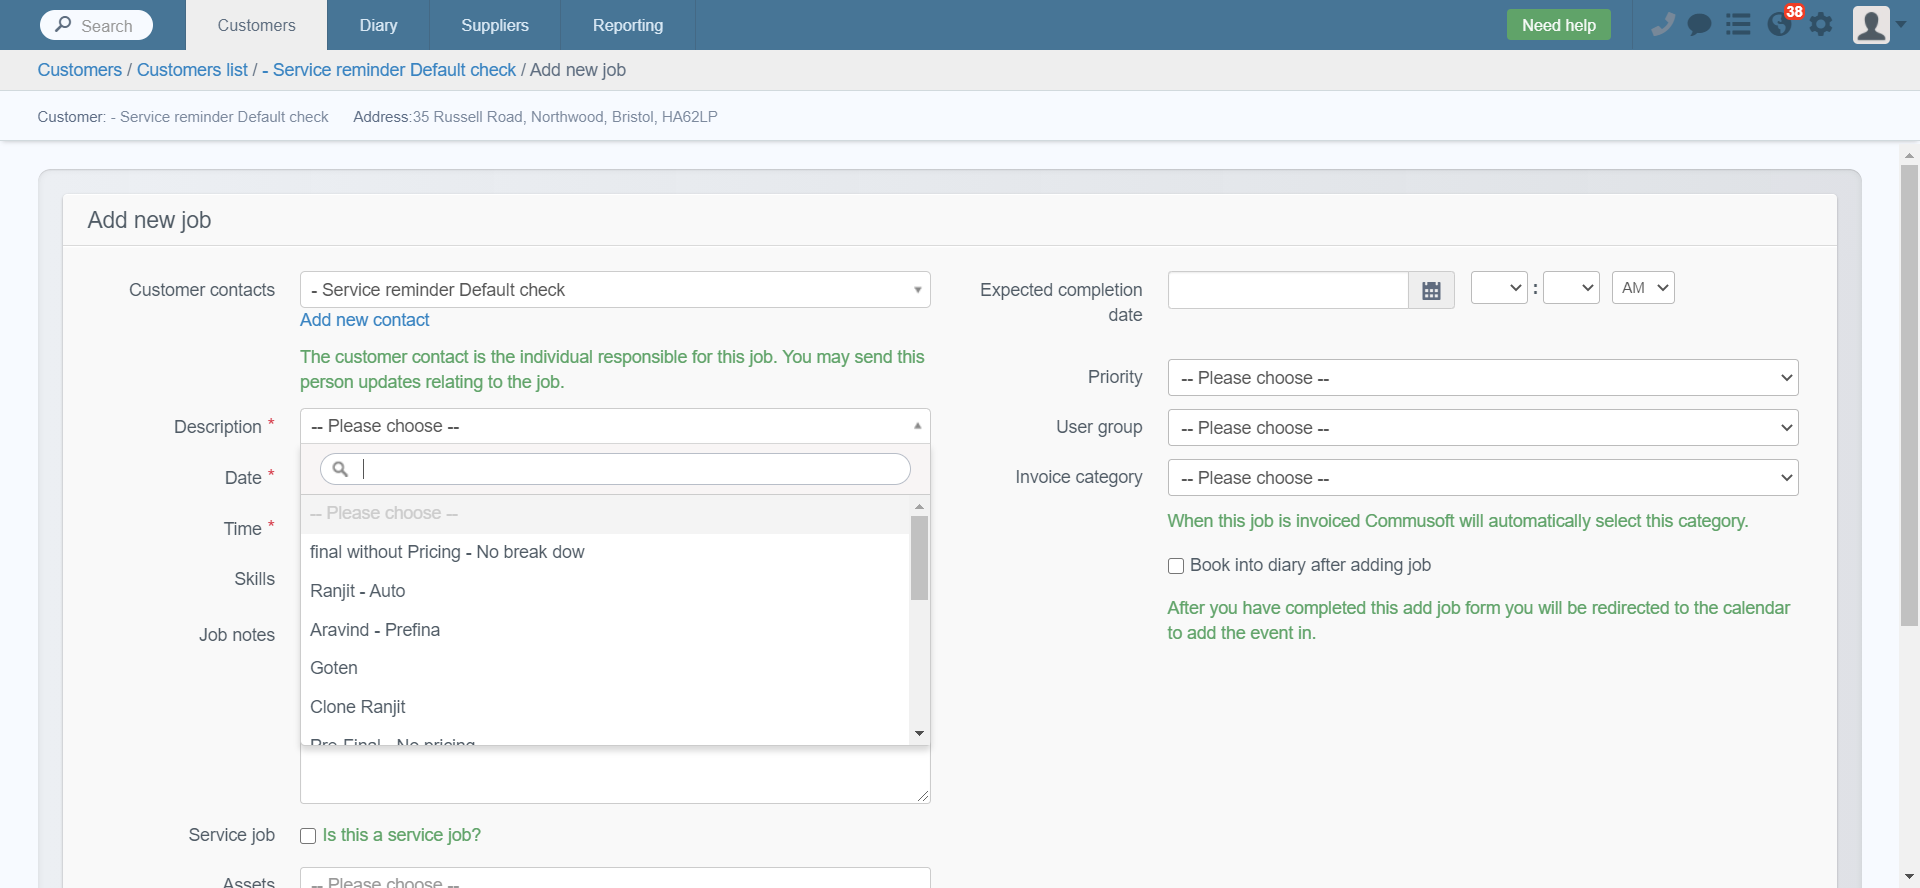 Search
Customers
Diary
Suppliers
Reporting
Need help
38
Customers / Customers list / - Service reminder Default check / Add new job
Customer: - Service reminder Default check
Address:35 Russell Road, Northwood, Bristol, HA62LP
Add new job
Customer contacts
- Service reminder Default check
Add new contact
The customer contact is the individual responsible for this job. You may send this
person updates relating to the job.
Description *
-- Please choose --
Date *
Time *
Skills
Job notes
-- Please choose --
final without Pricing - No break dow
Ranjit - Auto
Aravind - Prefina
Goten
Clone Ranjit
Pre-Final - No pricing
Service job
Is this a service job?
Assets
-- Please choose --
Expected completion
date
:
AM
Priority
-- Please choose --
User group
-- Please choose --
Invoice category
-- Please choose --
When this job is invoiced Commusoft will automatically select this category.
Book into diary after adding job
After you have completed this add job form you will be redirected to the calendar
to add the event in.